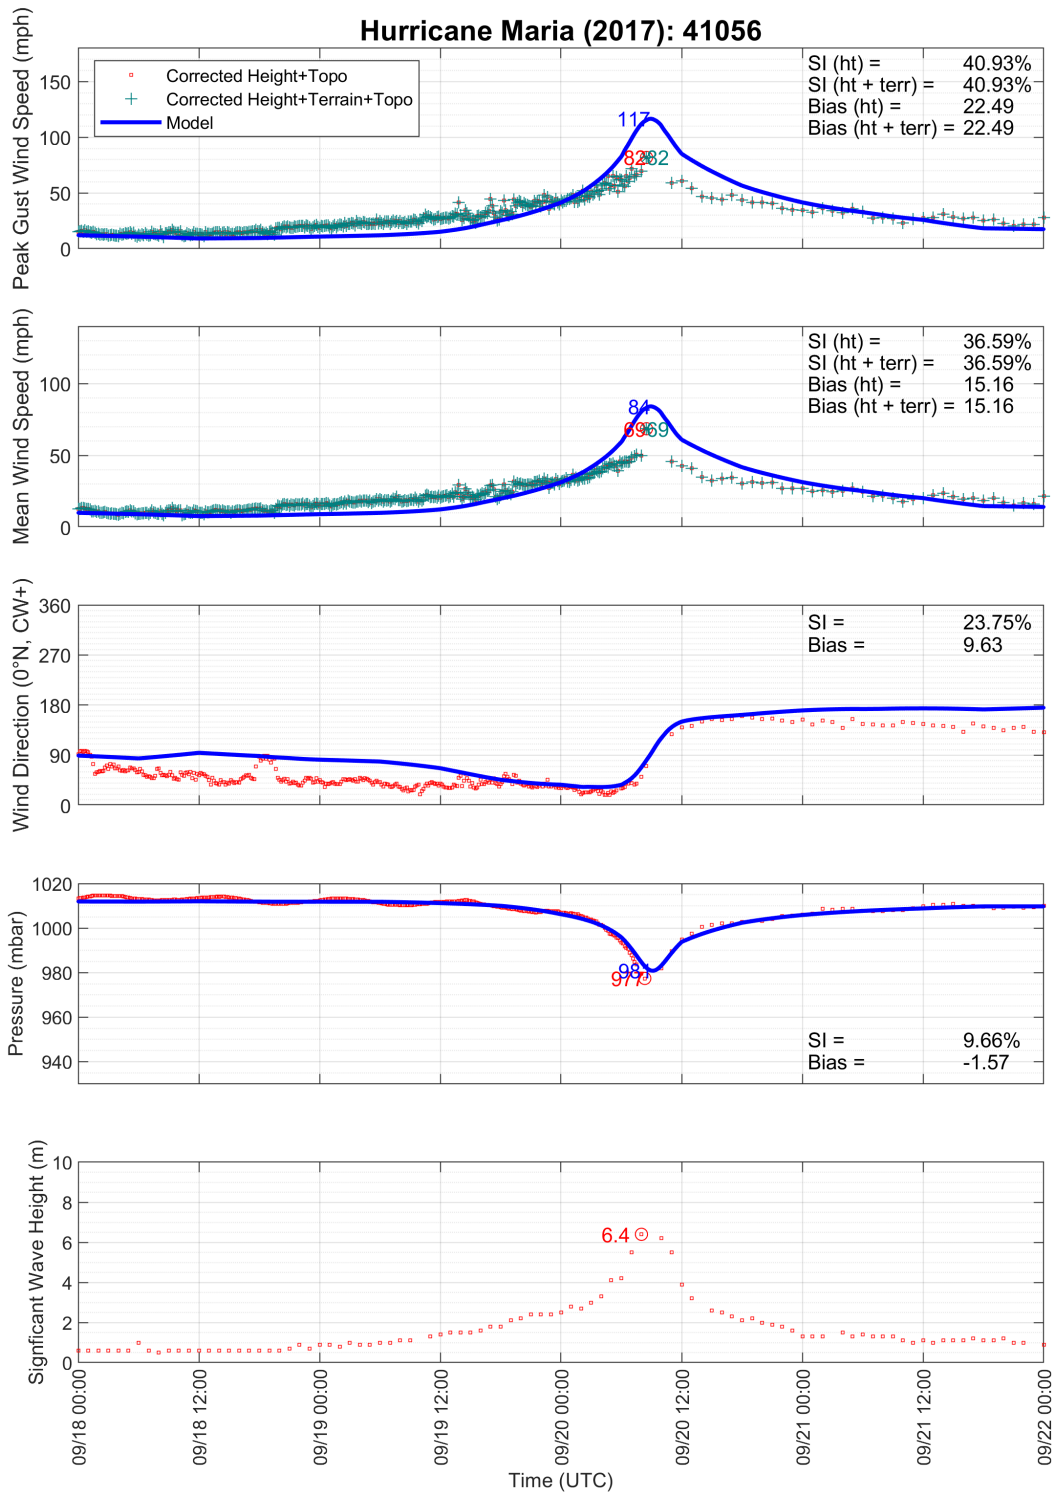 Hurricane Maria (2017): 41056
Peak Gust Wind Speed (mph)
150
100
50
0
Corrected Height+Topo
Corrected Height+Terrain+Topo
Model
117
82
82
SI (ht) = 40.93%
SI (ht + terr) = 40.93%
Bias (ht) = 22.49
Bias (ht + terr) = 22.49
Mean Wind Speed (mph)
100
50
0
84
69
69
SI (ht) = 36.59%
SI (ht + terr) = 36.59%
Bias (ht) = 15.16
Bias (ht + terr) = 15.16
Wind Direction (0°N, CW+)
360
270
180
90
0
SI = 23.75%
Bias = 9.63
Pressure (mbar)
1020
1000
980
960
940
981
977
SI = 9.66%
Bias = -1.57
Signficant Wave Height (m)
10
8
6
4
2
0
6.4
09/18 00:00
09/18 12:00
09/19 00:00
09/19 12:00
09/20 00:00
09/20 12:00
09/21 00:00
09/21 12:00
09/22 00:00
Time (UTC)